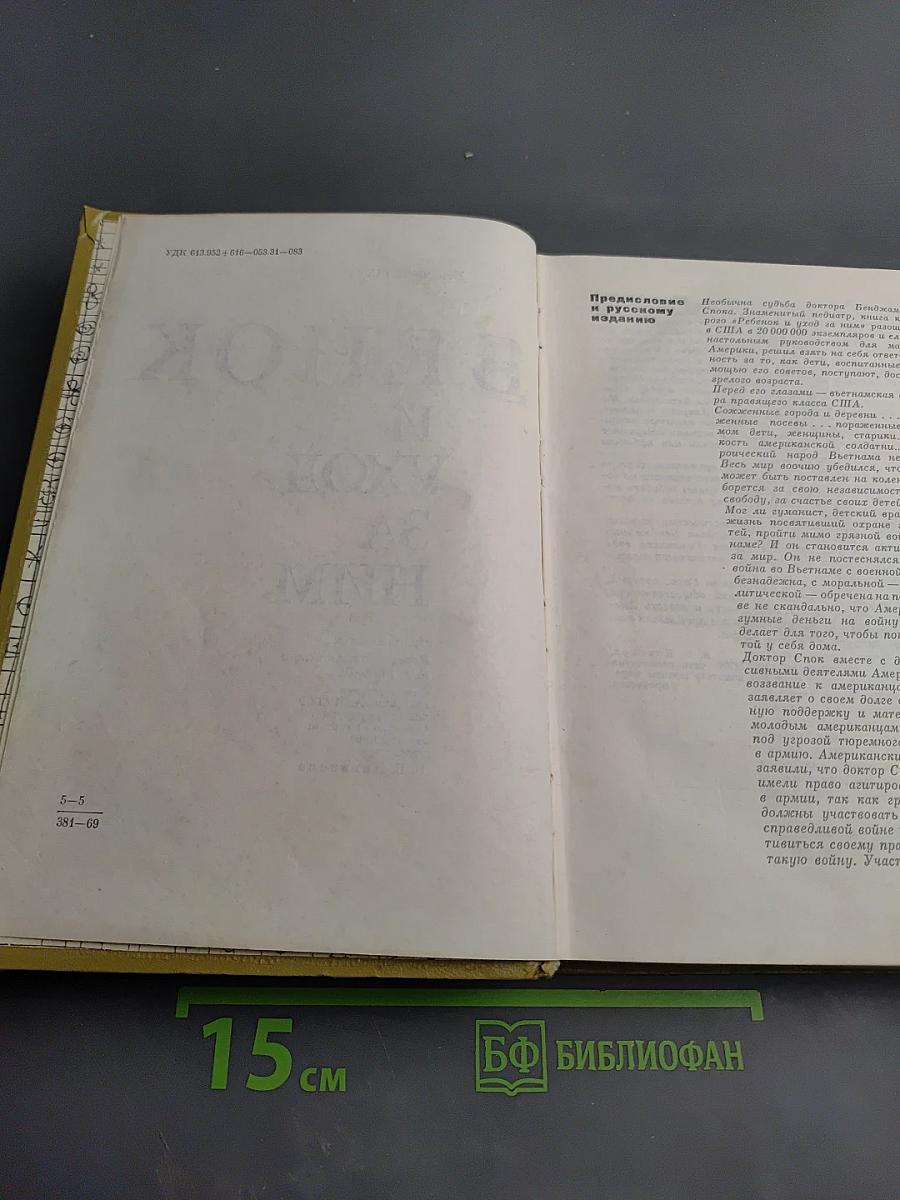 УДК 613.952+616—053.31—083
5—5
381—69
Предисловие
к русскому
изданию
Необычна судьба доктора Бенджам
Спока. Знаменитый педиатр, книга к
рого «Ребенок и уход за ним» разош
в США в 20 000 000 экземпляров и ст
настольным руководством для ма
Америки, решил взять на себя ответ
ность за то, как дети, воспитанные
мощью его советов, поступают, дос
зрелого возраста.
Перед его глазами — вьетнамская
ра правящего класса США.
Сожженные города и деревни . . .
женные посевы . . . пораженные
мом дети, женщины, старики.
кость американской солдатни...
роический народ Вьетнама не
Весь мир воочию убедился, что
может быть поставлен на колен
борется за свою независимост
свободу, за счастье своих детей
Мог ли гуманист, детский вра
жизнь посвятивший охране
тей, пройти мимо грязной вой
наме? И он становится акти
за мир. Он не постеснялся
война во Вьетнаме с военной
безнадежна, с моральной —
литической — обречена на п
ве не скандально, что Амер
зумные деньги на войну
делает для того, чтобы пок
той у себя дома.
Доктор Спок вместе с д
сивными деятелями Амер
воззвание к американца
заявляет о своем долге
ную поддержку и мате
молодым американцам
под угрозой тюремного
в армию. Американски
заявили, что доктор С
имели право агитиров
в армии, так как гр
должны участвовать
справедливой войне
тивиться своему пра
такую войну. Участ
15 см
БФ БИБЛИОФАН